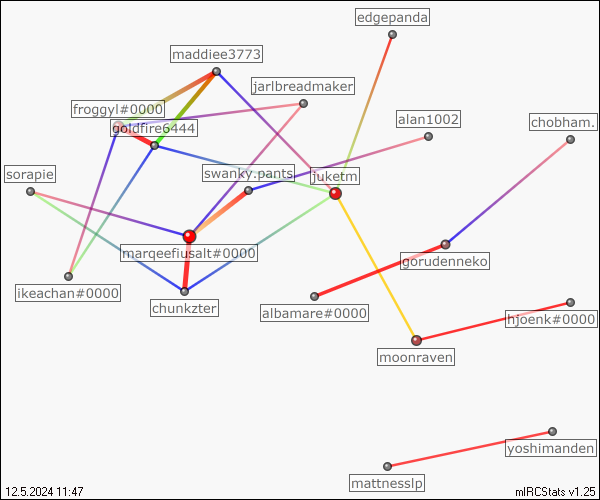 edgepanda
maddiee3773
jarlbreadmaker
froggyl#0000
alan1002
goldfire6444
chobham.
sorapie
swanky.pants
juketm
marqeefiusalt#0000
gorudenneko
ikeachan#0000
chunkzter
albamare#0000
hjoenk#0000
moonraven
yoshimanden
mattnesslp
12.5.2024 11:47
mIRCStats v1.25